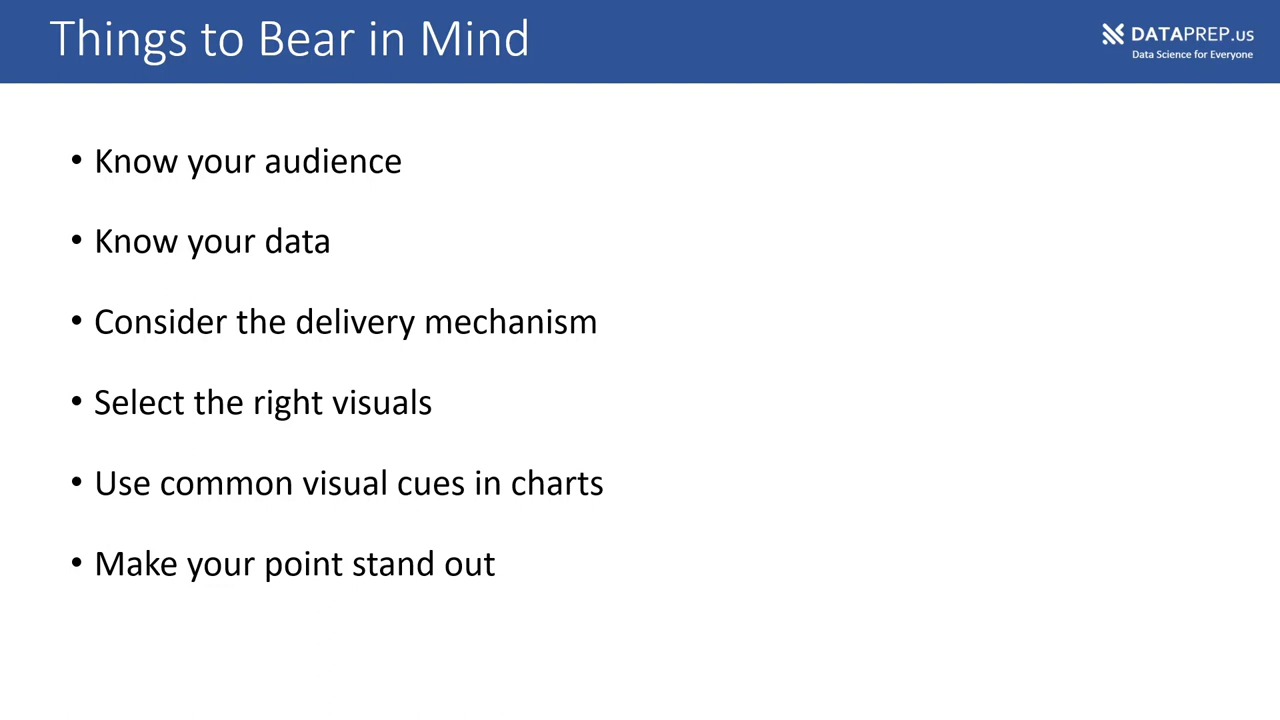 Things to Bear in Mind
DATAPREP.us
Data Science for Everyone
• Know your audience
• Know your data
• Consider the delivery mechanism
• Select the right visuals
• Use common visual cues in charts
• Make your point stand out